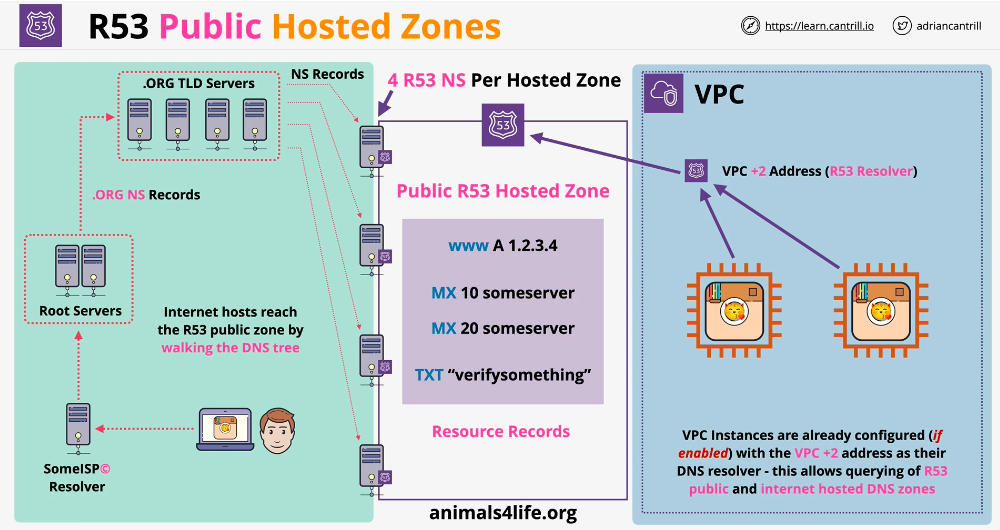 R53 Public Hosted Zones
https://learn.cantrill.io
adriancantrill
.ORG TLD Servers
NS Records
.ORG NS Records
Root Servers
Internet hosts reach
the R53 public zone by
walking the DNS tree
SomeISP©
Resolver
4 R53 NS Per Hosted Zone
53
Public R53 Hosted Zone
www A 1.2.3.4
MX 10 someserver
MX 20 someserver
TXT “verifysomething”
Resource Records
animals4life.org
VPC
VPC +2 Address (R53 Resolver)
VPC Instances are already configured (if
enabled) with the VPC +2 address as their
DNS resolver - this allows querying of R53
public and internet hosted DNS zones